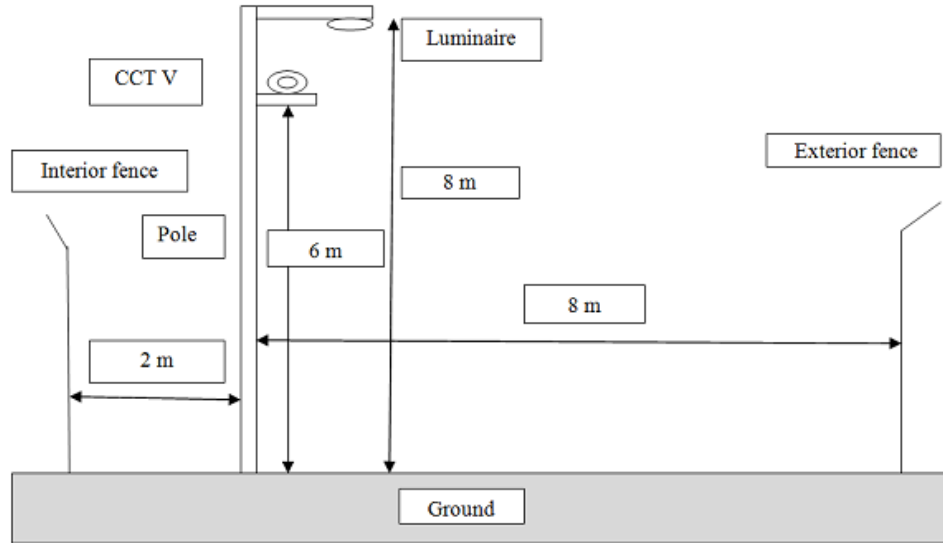 Luminaire
CCT V
Exterior fence
Interior fence
8 m
Pole
6 m
8 m
2 m
Ground